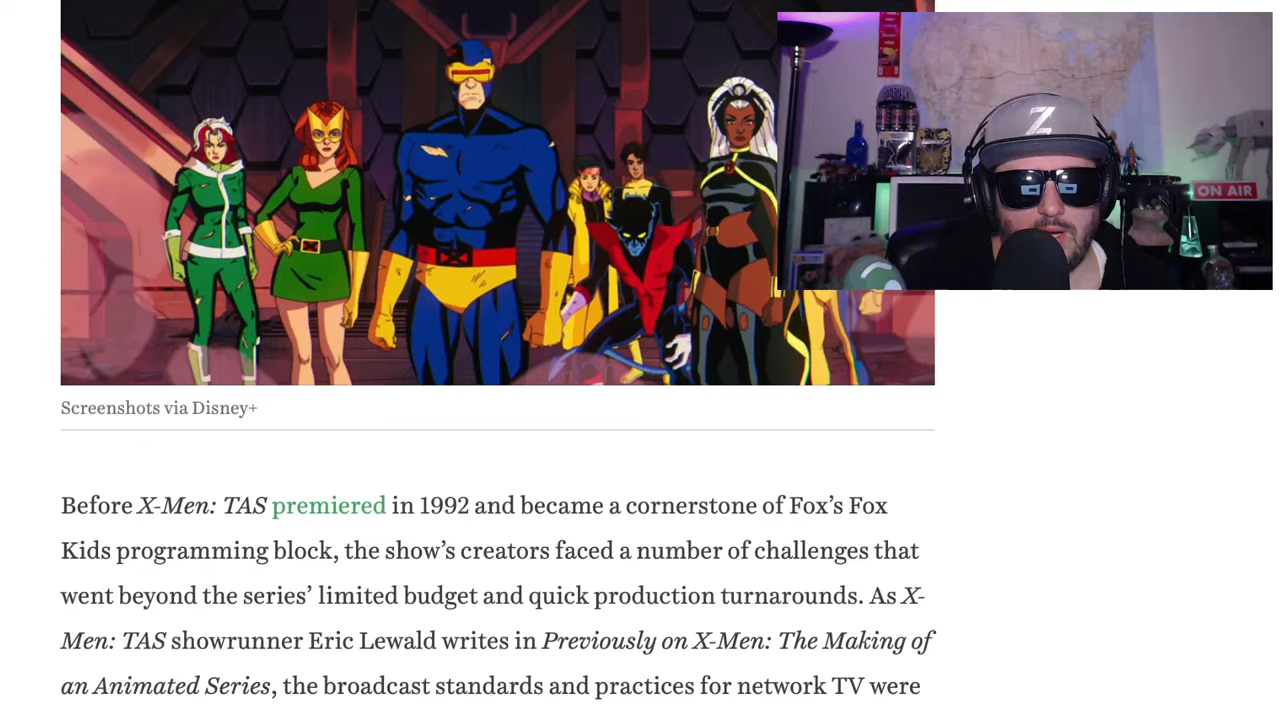 Z
ON AIR
Screenshots via Disney+
Before X-Men: TAS premiered in 1992 and became a cornerstone of Fox’s Fox
Kids programming block, the show’s creators faced a number of challenges that
went beyond the series’ limited budget and quick production turnarounds. As X-
Men: TAS showrunner Eric Lewald writes in Previously on X-Men: The Making of
an Animated Series, the broadcast standards and practices for network TV were